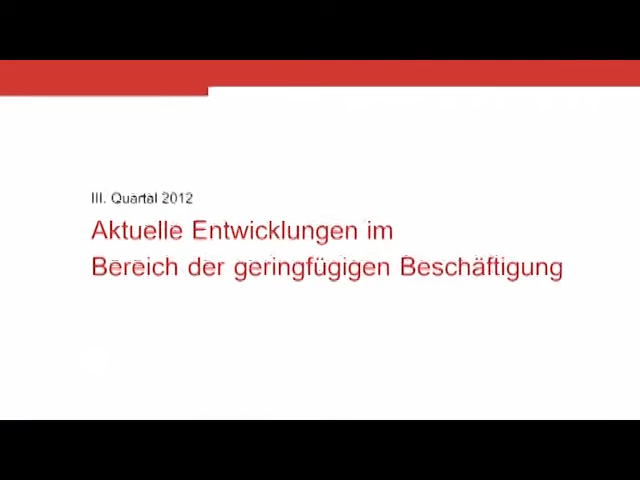 III. Quartal 2012
Aktuelle Entwicklungen im
Bereich der geringfügigen Beschäftigung